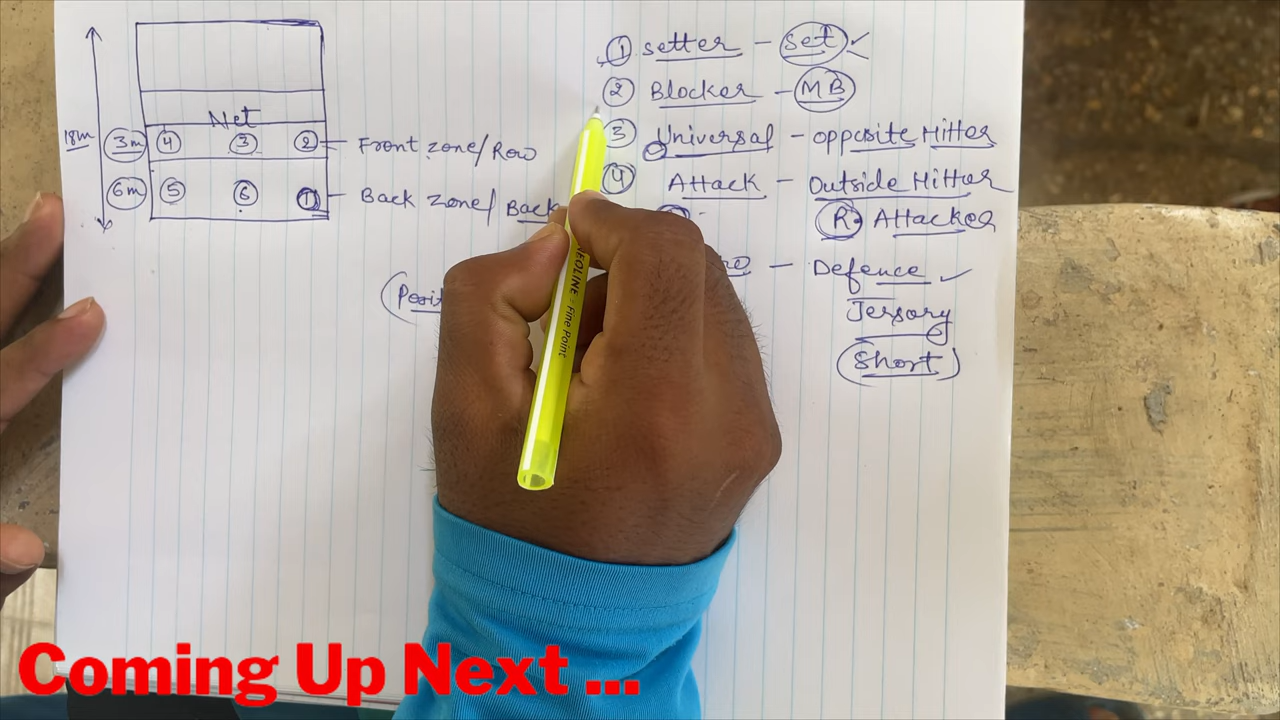 18m
Net
3m 4 3 2 Front zone/Row
6m 5 6 1 Back zone/ Back
1 Setter - Set ✓
2 Blocker - MB
3 Universal - opposite Hitter
4 Attack - Outside Hitter
R. Attacker
- Defence ✓
Jersory
(Short)
NEOLINE Fine Point
Coming Up Next ...